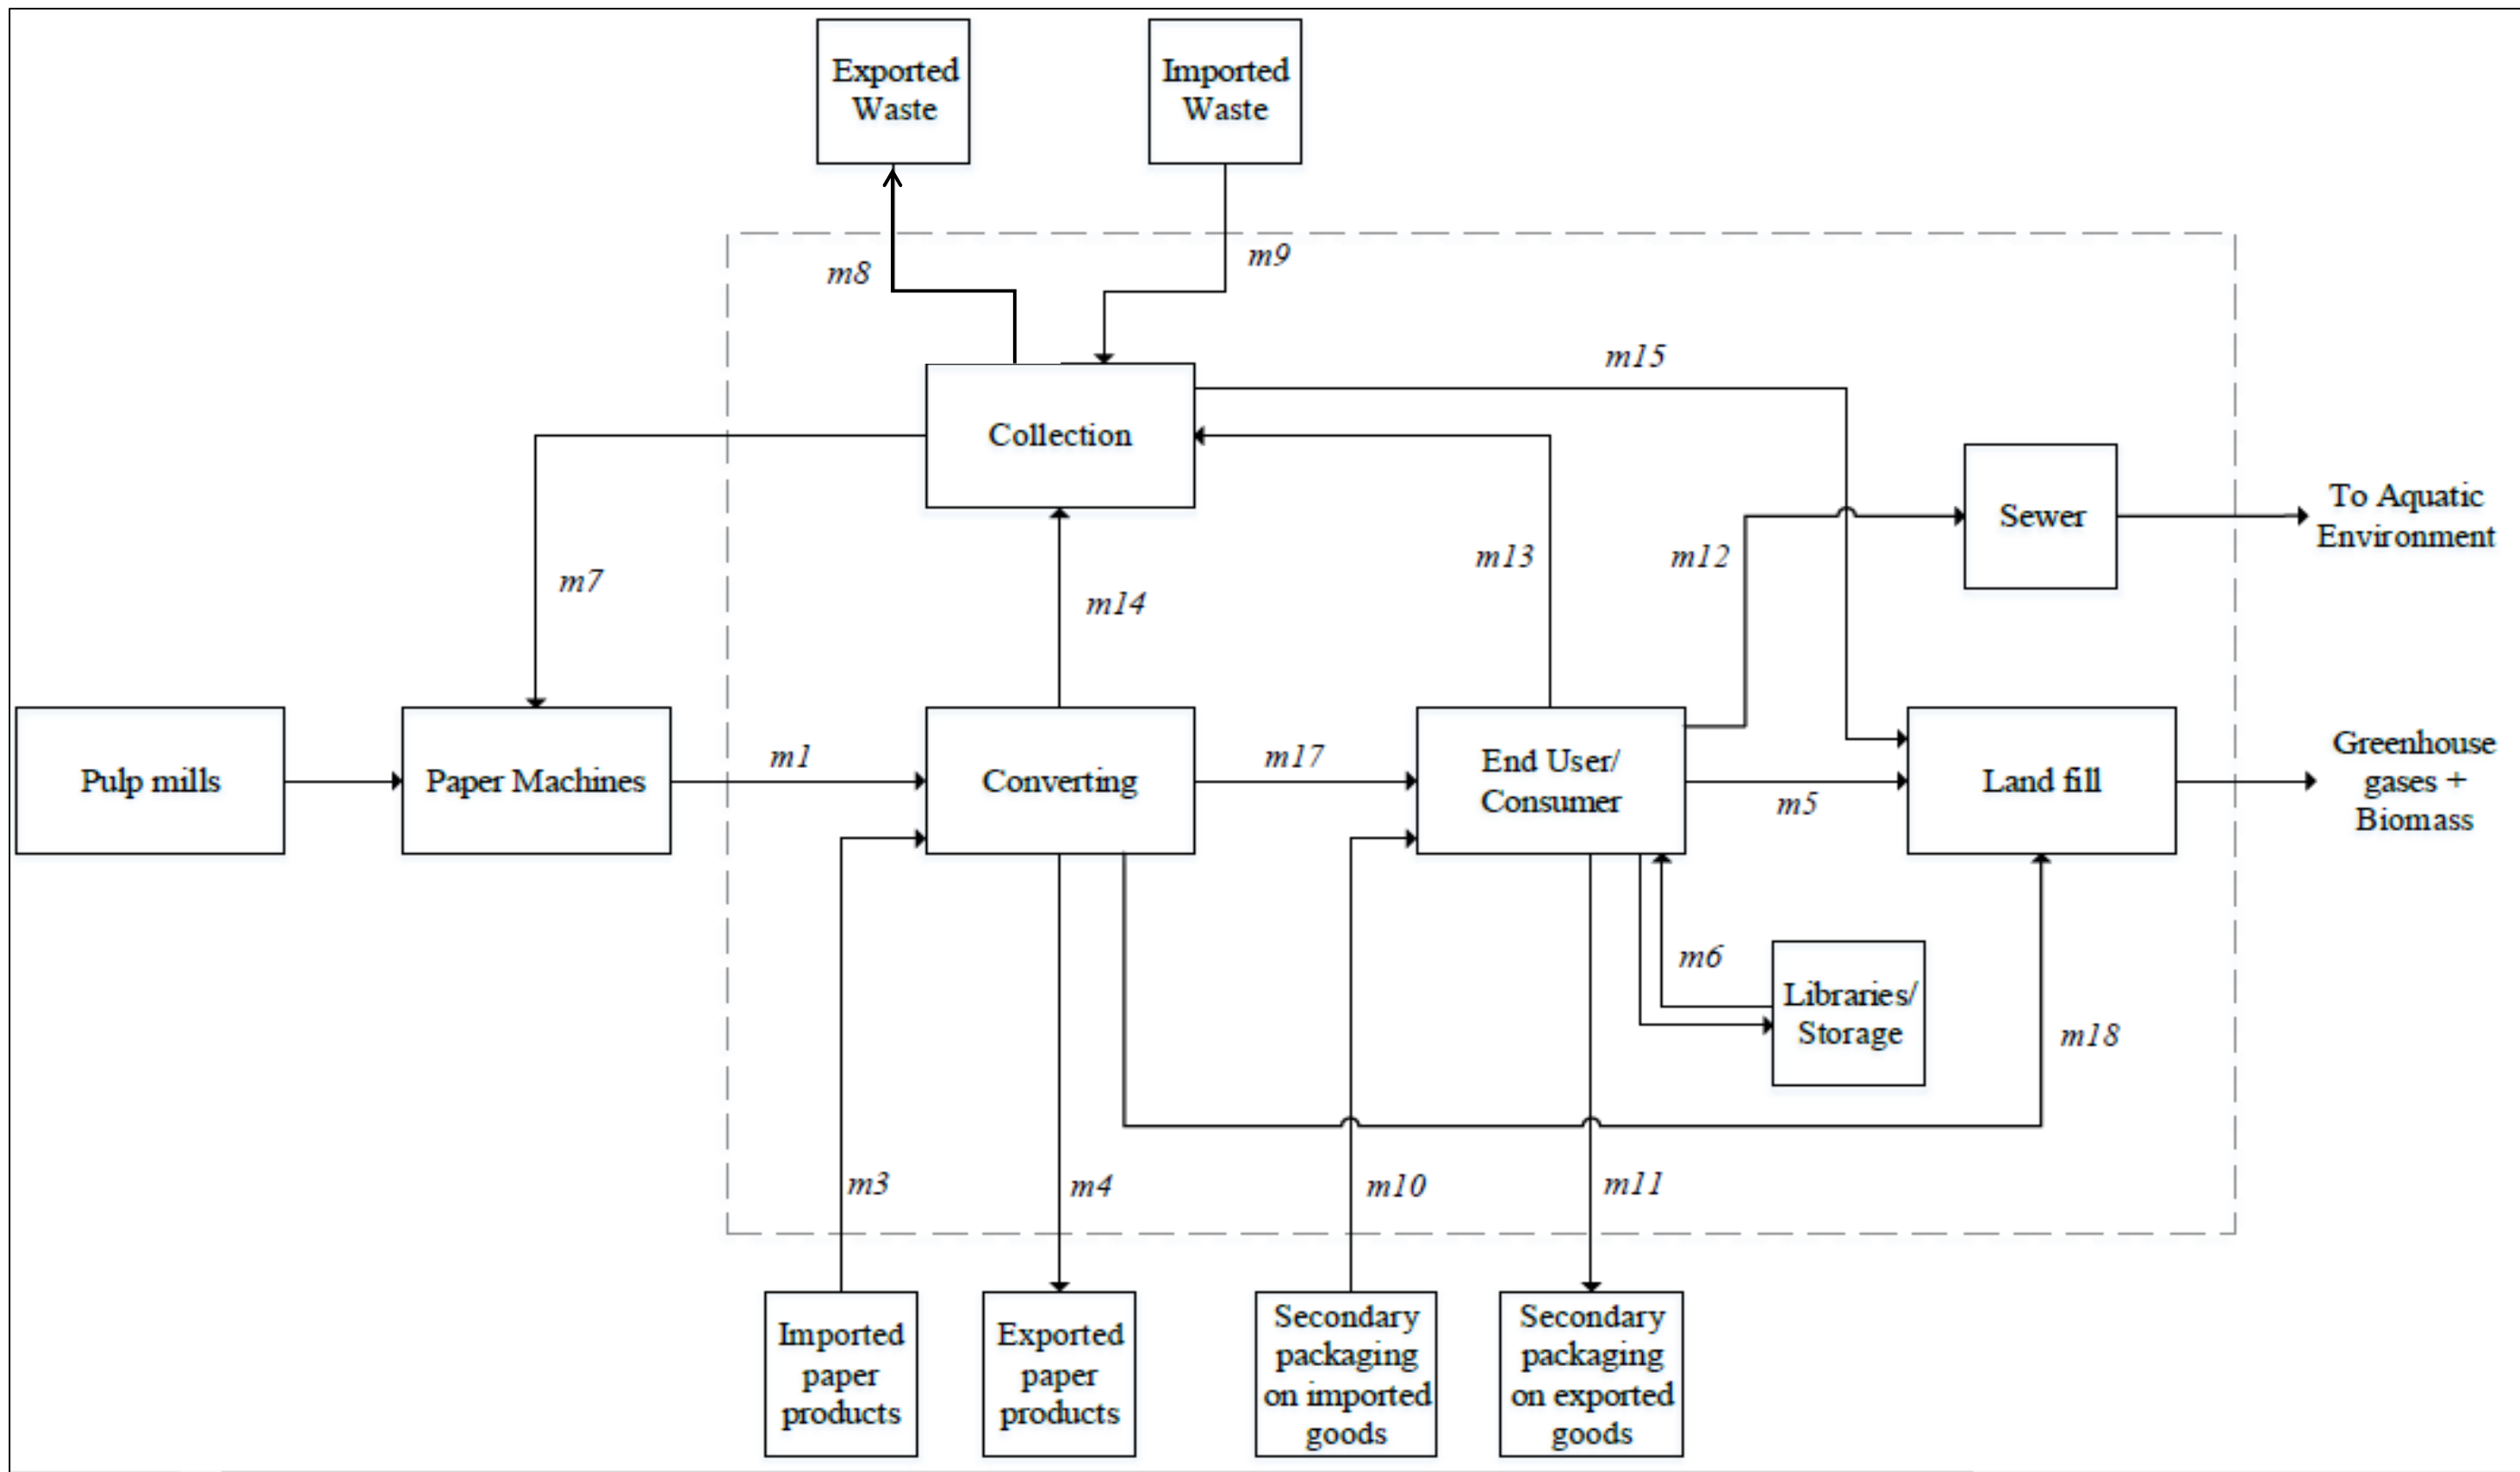 Exported
Waste
Imported
Waste
m8
m9
m15
Collection
m7
m14
m13
m12
Sewer
To Aquatic
Environment
Pulp mills
Paper Machines
m1
Converting
m17
End User/
Consumer
m5
Land fill
Greenhouse
gases +
Biomass
m6
Libraries/
Storage
m18
m3
m4
m10
m11
Imported
paper
products
Exported
paper
products
Secondary
packaging
on imported
goods
Secondary
packaging
on exported
goods